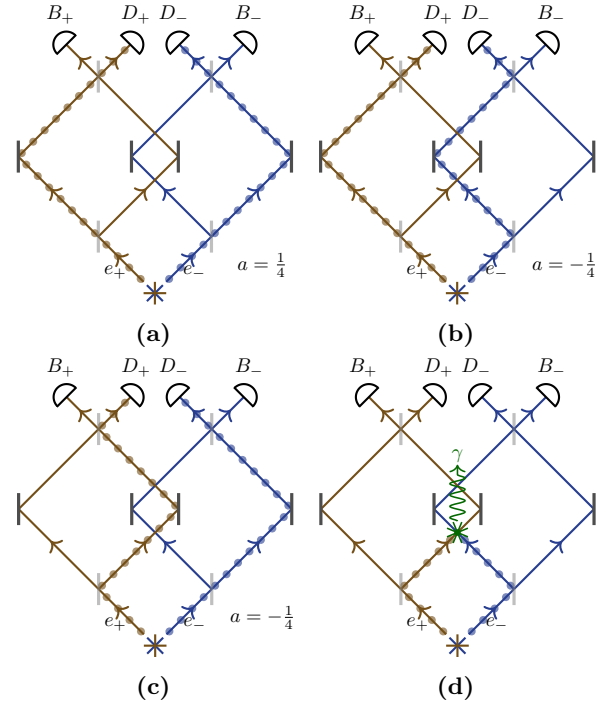 B₊ D₊ D₋ B₋ B₊ D₊ D₋ B₋
e₊ e₋ a = 1/4 e₊ e₋ a = −1/4
(a) (b)
B₊ D₊ D₋ B₋ B₊ D₊ D₋ B₋
γ
e₊ e₋ a = −1/4 e₊ e₋
(c) (d)